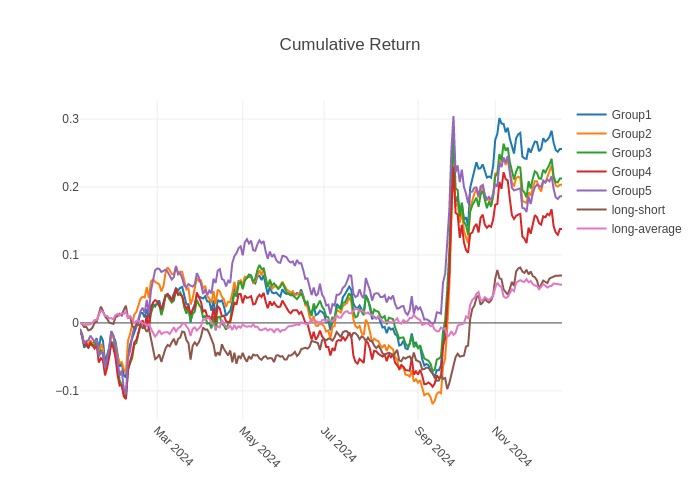 Cumulative Return
0.3
0.2
0.1
0
−0.1
Mar 2024
May 2024
Jul 2024
Sep 2024
Nov 2024
Group1
Group2
Group3
Group4
Group5
long-short
long-average